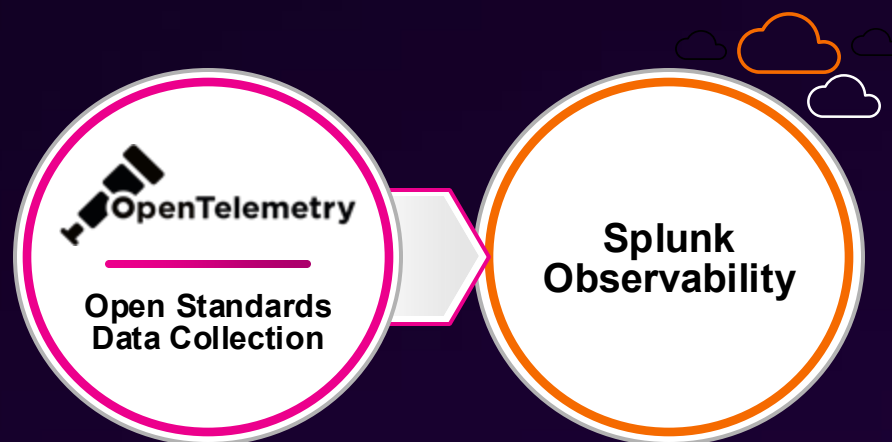 OpenTelemetry
Open Standards
Data Collection
Splunk
Observability